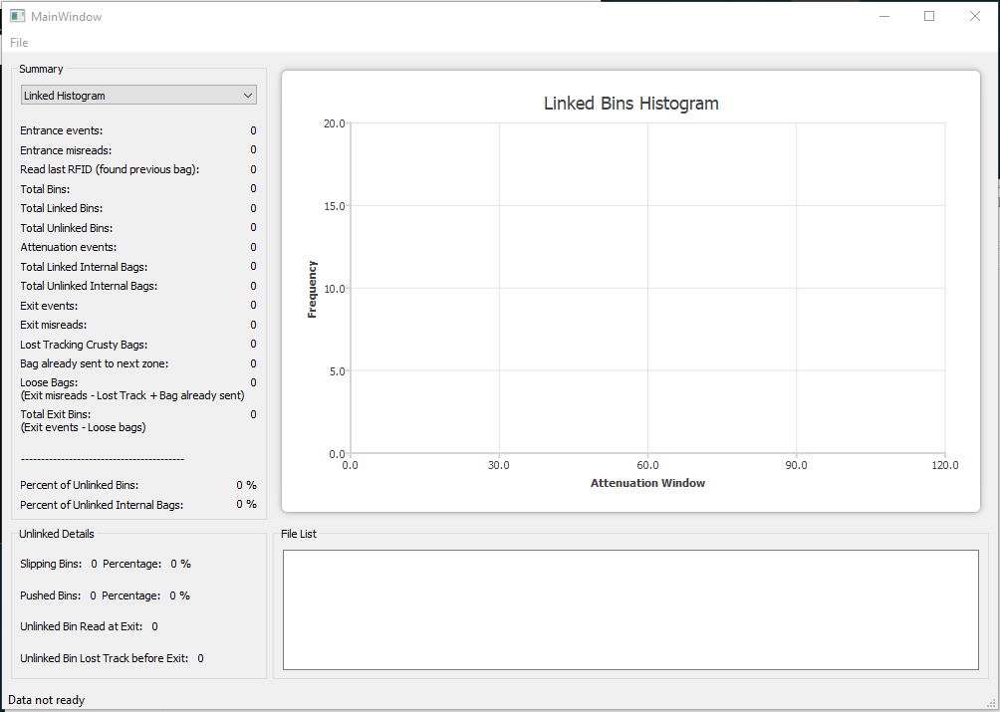 MainWindow
File
Summary
Linked Histogram
Entrance events: 0
Entrance misreads: 0
Read last RFID (found previous bag): 0
Total Bins: 0
Total Linked Bins: 0
Total Unlinked Bins: 0
Attenuation events: 0
Total Linked Internal Bags: 0
Total Unlinked Internal Bags: 0
Exit events: 0
Exit misreads: 0
Lost Tracking Crusty Bags: 0
Bag already sent to next zone: 0
Loose Bags: 0
(Exit misreads - Lost Track + Bag already sent)
Total Exit Bins: 0
(Exit events - Loose bags)
-----------------------------------------
Percent of Unlinked Bins: 0 %
Percent of Unlinked Internal Bags: 0 %
Linked Bins Histogram
20.0
15.0
10.0
5.0
0.0
Frequency
0.0 30.0 60.0 90.0 120.0
Attenuation Window
Unlinked Details
Slipping Bins: 0 Percentage: 0 %
Pushed Bins: 0 Percentage: 0 %
Unlinked Bin Read at Exit: 0
Unlinked Bin Lost Track before Exit: 0
File List
Data not ready